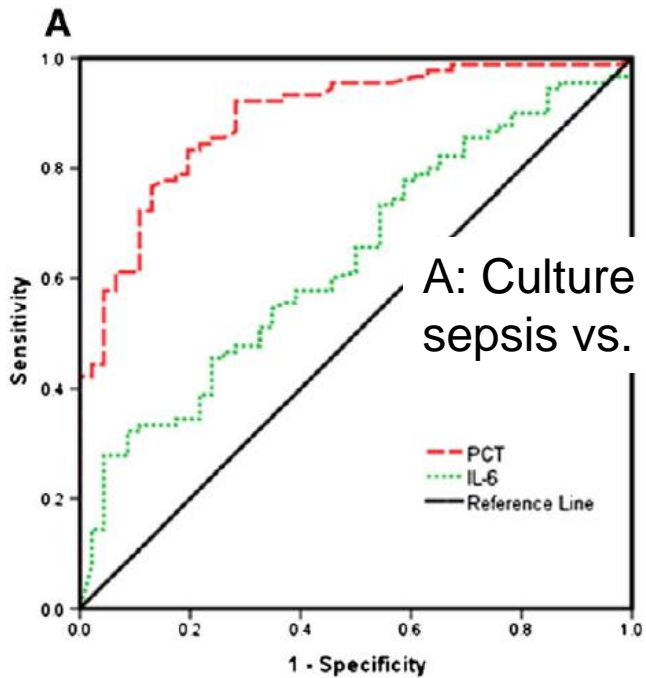 A
1.0
0.8
0.6
0.4
0.2
0.0
Sensitivity
A: Culture
sepsis vs.
PCT
IL-6
Reference Line
0.0 0.2 0.4 0.6 0.8 1.0
1 - Specificity